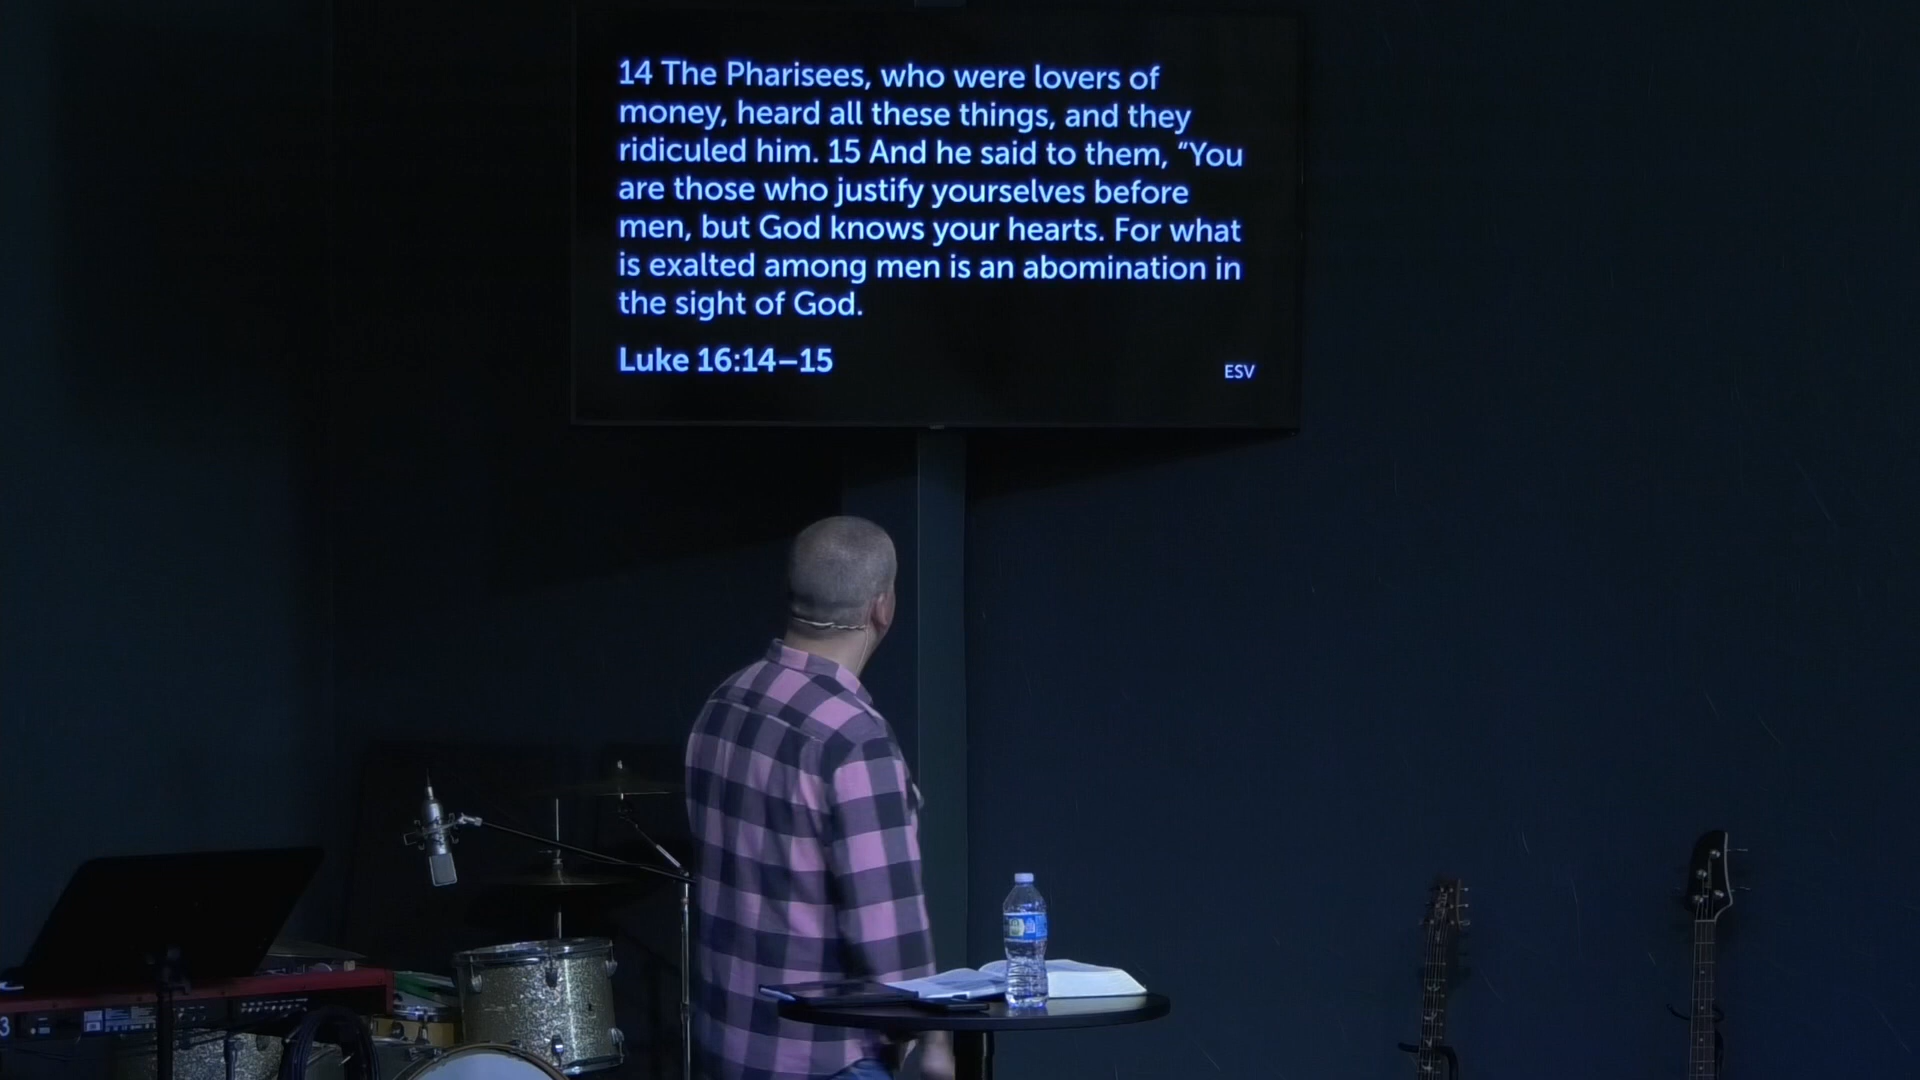 14 The Pharisees, who were lovers of
money, heard all these things, and they
ridiculed him. 15 And he said to them, “You
are those who justify yourselves before
men, but God knows your hearts. For what
is exalted among men is an abomination in
the sight of God.
Luke 16:14–15
ESV
3